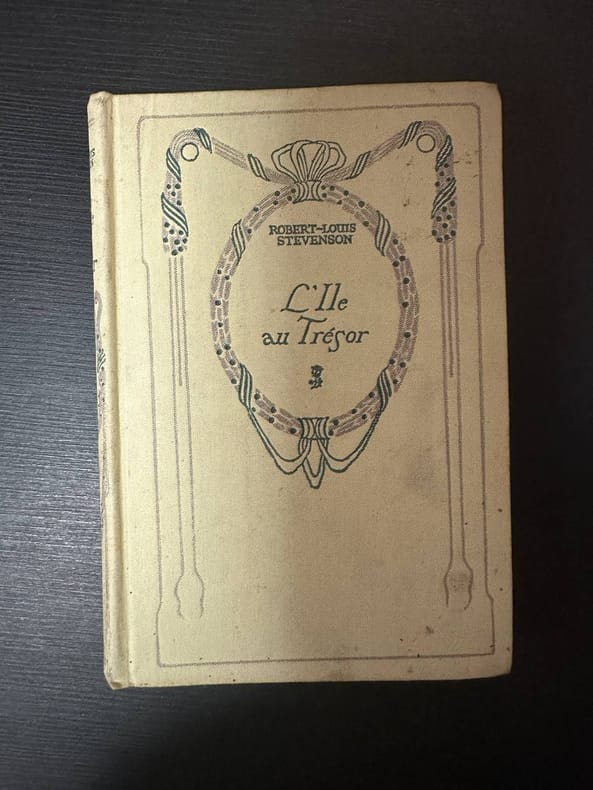 ROBERT-LOUIS
STEVENSON
L'Ile
au Trésor